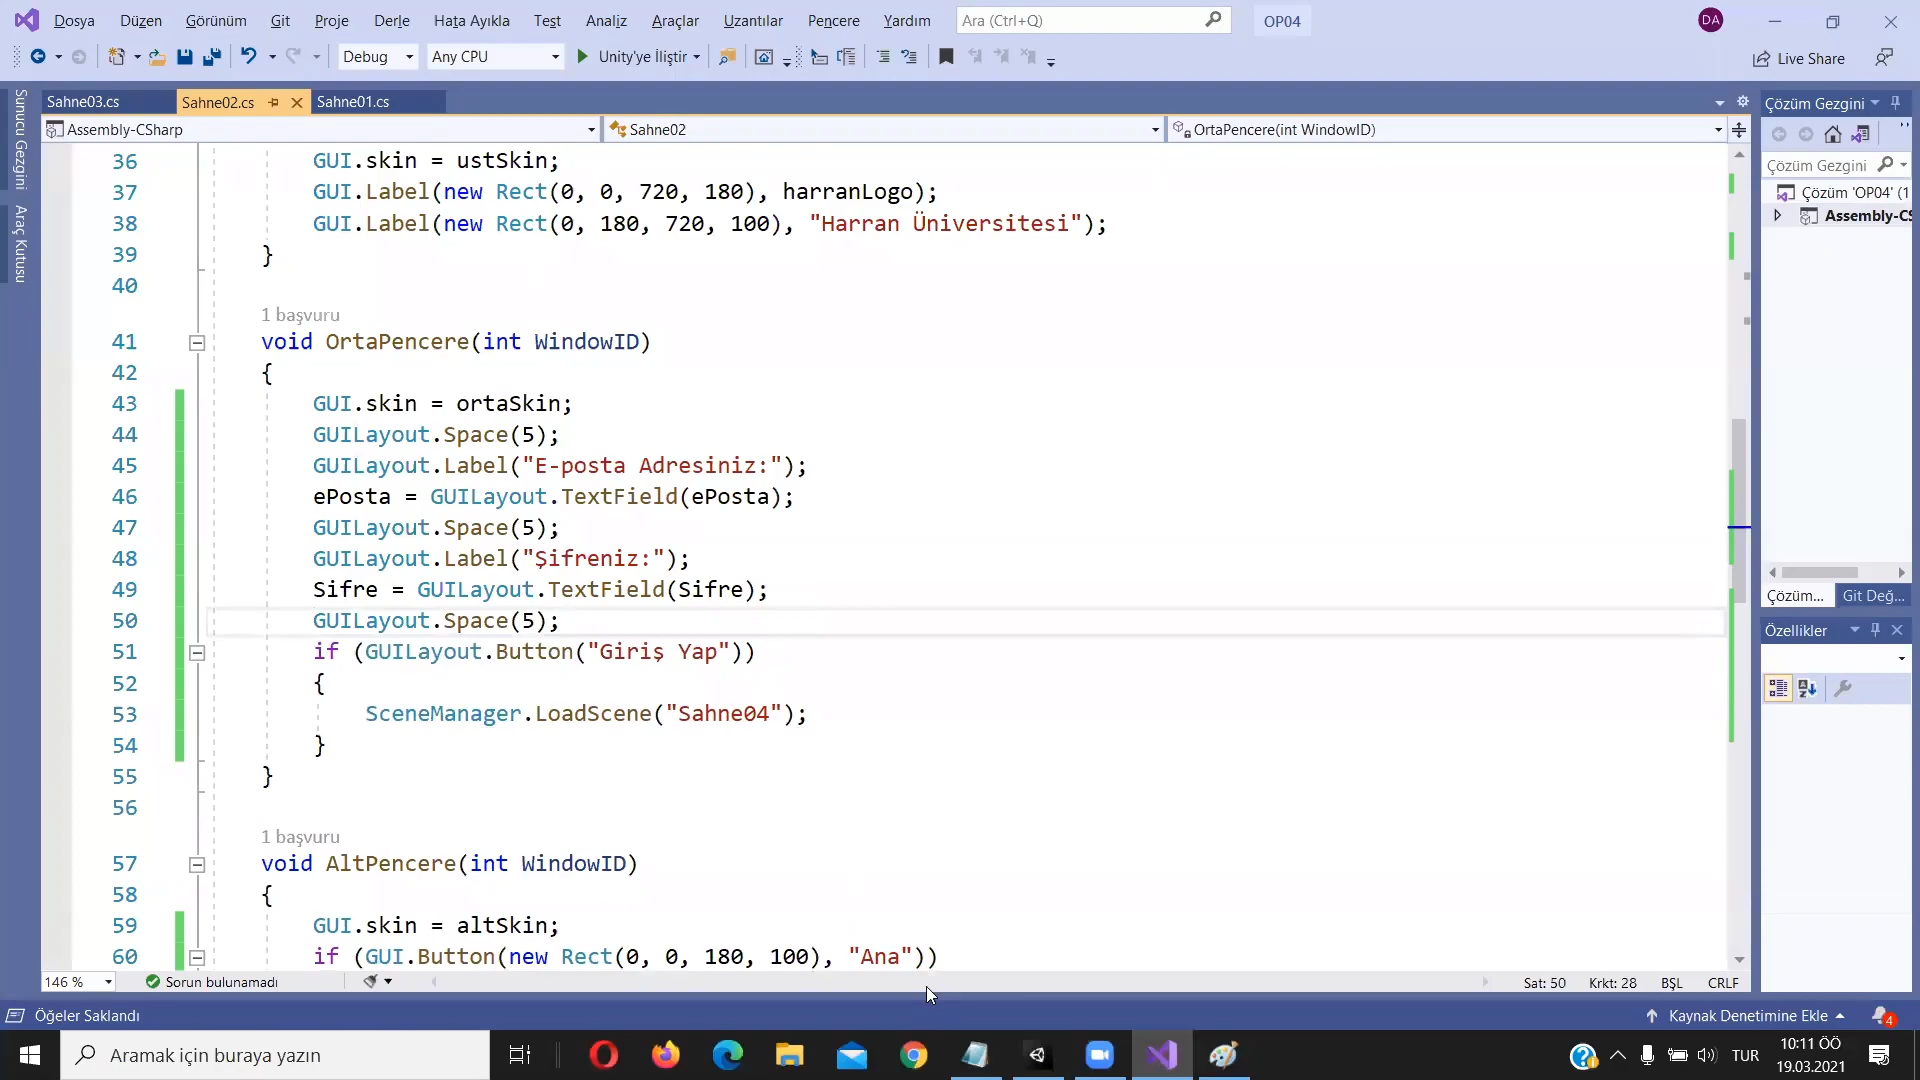 Dosya Düzen Görünüm Git Proje Derle Hata Ayıkla Test Analiz Araçlar Uzantılar Pencere Yardım Ara (Ctrl+Q) OP04 DA
Debug Any CPU Unity'ye İliştir Live Share
Sunucu Gezgini
Araç Kutusu
Sahne03.cs Sahne02.cs Sahne01.cs
Assembly-CSharp Sahne02 OrtaPencere(int WindowID)
36 GUI.skin = ustSkin;
37 GUI.Label(new Rect(0, 0, 720, 180), harranLogo);
38 GUI.Label(new Rect(0, 180, 720, 100), "Harran Üniversitesi");
39 }
40
1 başvuru
41 void OrtaPencere(int WindowID)
42 {
43 GUI.skin = ortaSkin;
44 GUILayout.Space(5);
45 GUILayout.Label("E-posta Adresiniz:");
46 ePosta = GUILayout.TextField(ePosta);
47 GUILayout.Space(5);
48 GUILayout.Label("Şifreniz:");
49 Sifre = GUILayout.TextField(Sifre);
50 GUILayout.Space(5);
51 if (GUILayout.Button("Giriş Yap"))
52 {
53 SceneManager.LoadScene("Sahne04");
54 }
55 }
56
1 başvuru
57 void AltPencere(int WindowID)
58 {
59 GUI.skin = altSkin;
60 if (GUI.Button(new Rect(0, 0, 180, 100), "Ana"))
146 % Sorun bulunamadı Sat: 50 Krkt: 28 BŞL CRLF
Çözüm Gezgini
Çözüm Gezgini
Çözüm 'OP04' (1
Assembly-CS
Çözüm... Git Değ...
Özellikler
Öğeler Saklandı Kaynak Denetimine Ekle 4
Aramak için buraya yazın TUR 10:11 ÖÖ
19.03.2021